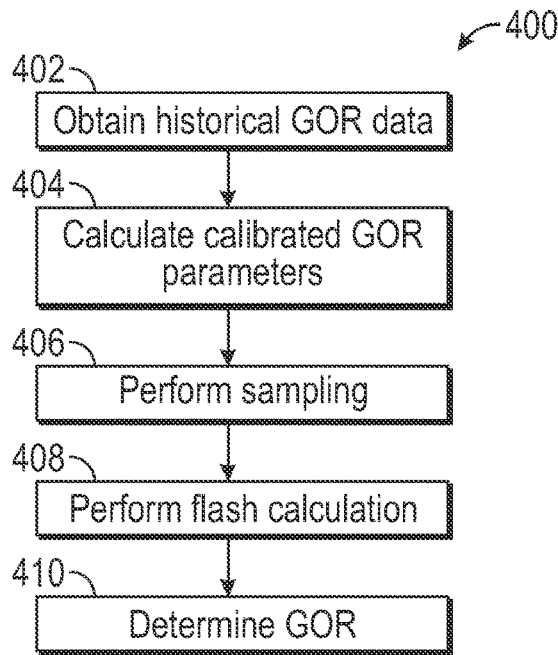 400
402
Obtain historical GOR data
404
Calculate calibrated GOR
parameters
406
Perform sampling
408
Perform flash calculation
410
Determine GOR